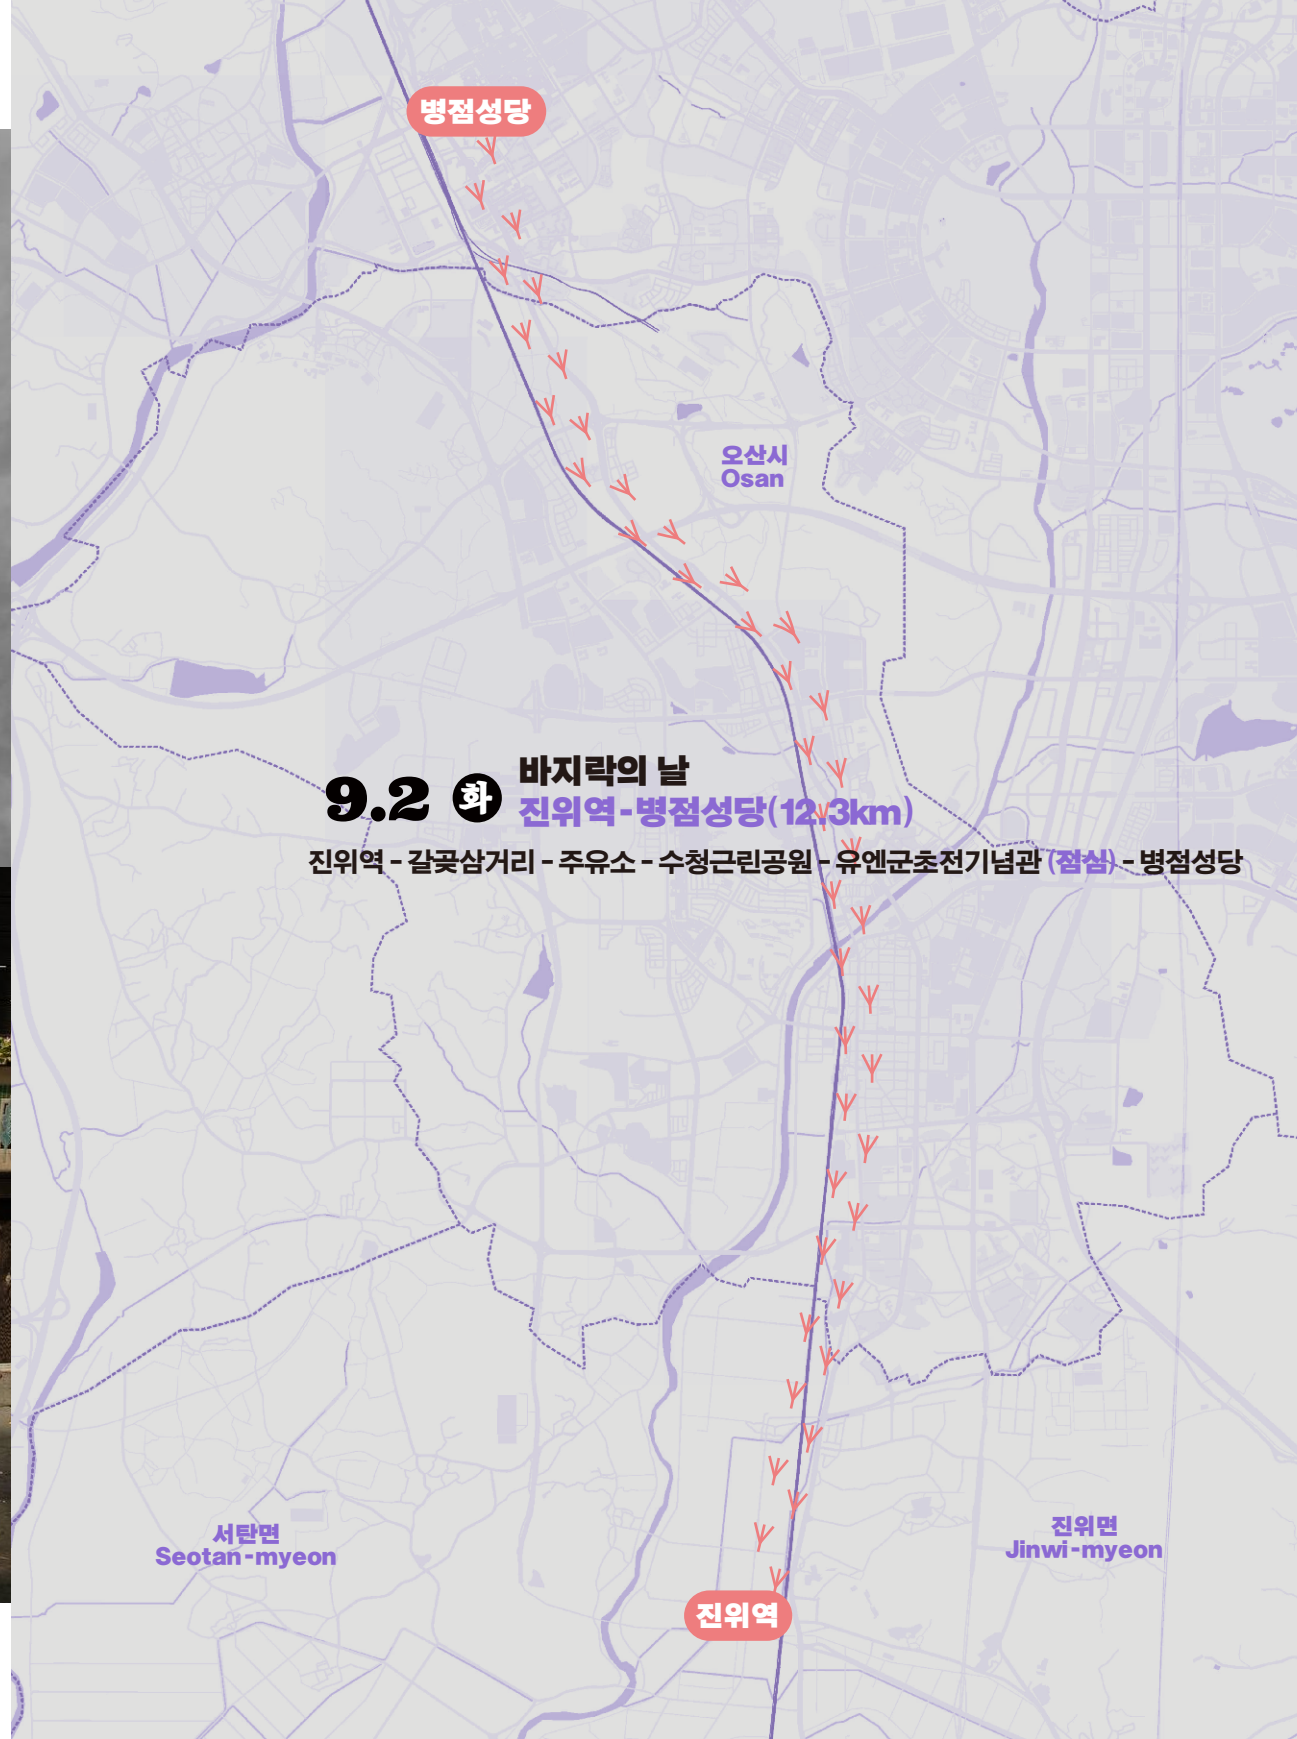 병점성당
오산시
Osan
9.2 화
바지락의 날
진위역-병점성당(12.3km)
진위역 - 갈곶삼거리 - 주유소 - 수청근린공원 - 유엔군초전기념관 (점심) - 병점성당
서탄면
Seotan-myeon
진위면
Jinwi-myeon
진위역